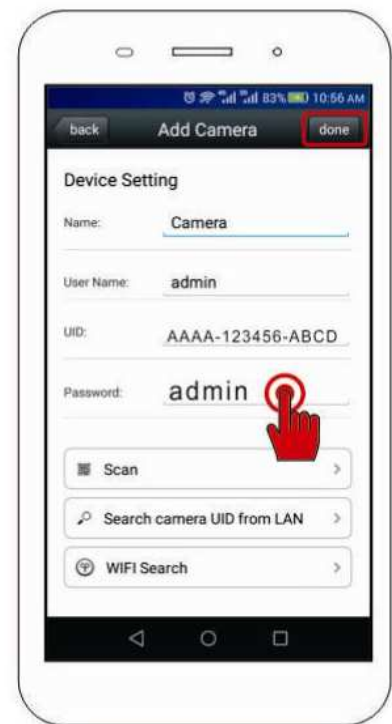 83% 10:56 AM
back Add Camera done
Device Setting
Name: Camera
User Name: admin
UID: AAAA-123456-ABCD
Password: admin
Scan
Search camera UID from LAN
WIFI Search